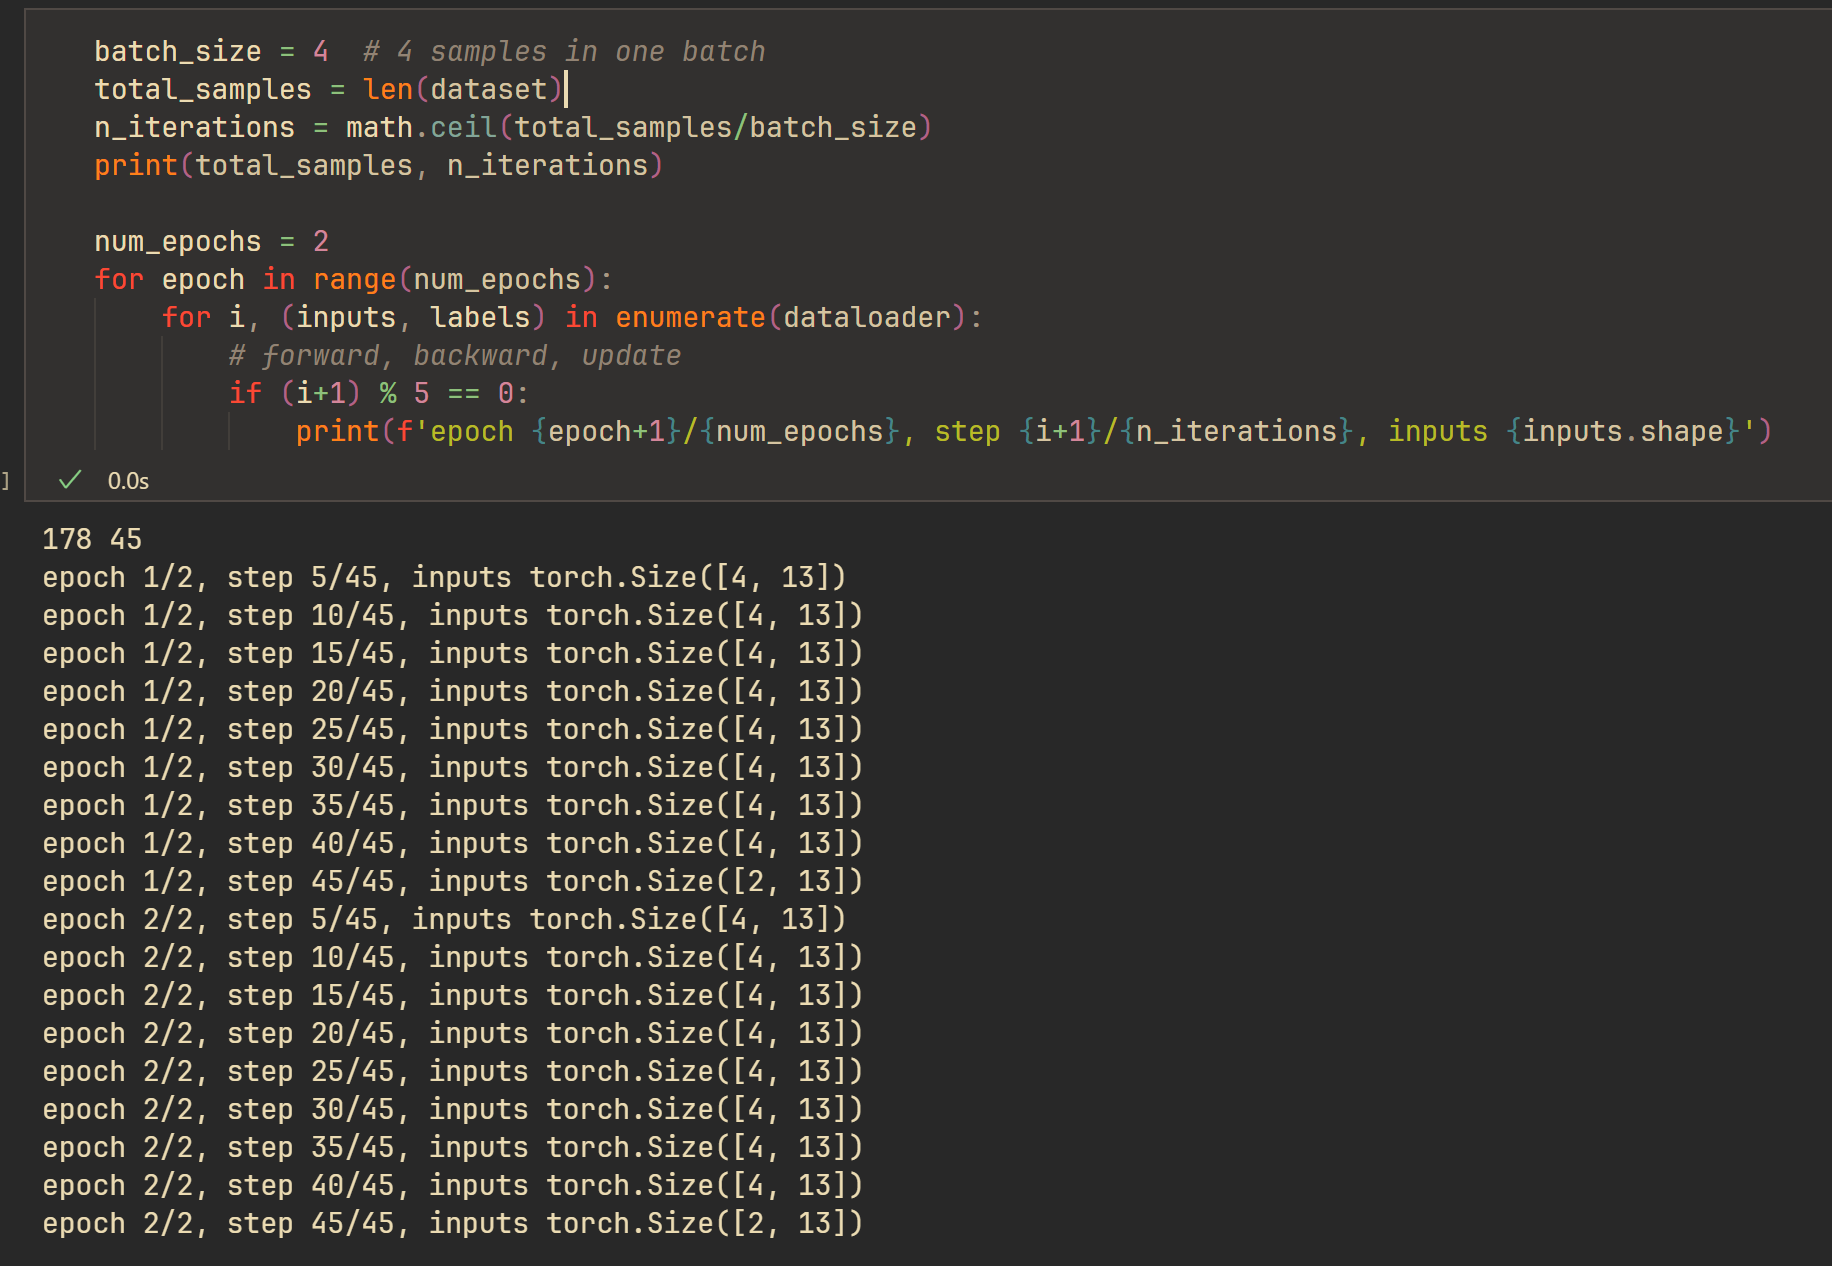 batch_size = 4  # 4 samples in one batch
total_samples = len(dataset)
n_iterations = math.ceil(total_samples/batch_size)
print(total_samples, n_iterations)

num_epochs = 2
for epoch in range(num_epochs):
    for i, (inputs, labels) in enumerate(dataloader):
        # forward, backward, update
        if (i+1) % 5 == 0:
            print(f'epoch {epoch+1}/{num_epochs}, step {i+1}/{n_iterations}, inputs {inputs.shape}')
] ✓ 0.0s
178 45
epoch 1/2, step 5/45, inputs torch.Size([4, 13])
epoch 1/2, step 10/45, inputs torch.Size([4, 13])
epoch 1/2, step 15/45, inputs torch.Size([4, 13])
epoch 1/2, step 20/45, inputs torch.Size([4, 13])
epoch 1/2, step 25/45, inputs torch.Size([4, 13])
epoch 1/2, step 30/45, inputs torch.Size([4, 13])
epoch 1/2, step 35/45, inputs torch.Size([4, 13])
epoch 1/2, step 40/45, inputs torch.Size([4, 13])
epoch 1/2, step 45/45, inputs torch.Size([2, 13])
epoch 2/2, step 5/45, inputs torch.Size([4, 13])
epoch 2/2, step 10/45, inputs torch.Size([4, 13])
epoch 2/2, step 15/45, inputs torch.Size([4, 13])
epoch 2/2, step 20/45, inputs torch.Size([4, 13])
epoch 2/2, step 25/45, inputs torch.Size([4, 13])
epoch 2/2, step 30/45, inputs torch.Size([4, 13])
epoch 2/2, step 35/45, inputs torch.Size([4, 13])
epoch 2/2, step 40/45, inputs torch.Size([4, 13])
epoch 2/2, step 45/45, inputs torch.Size([2, 13])